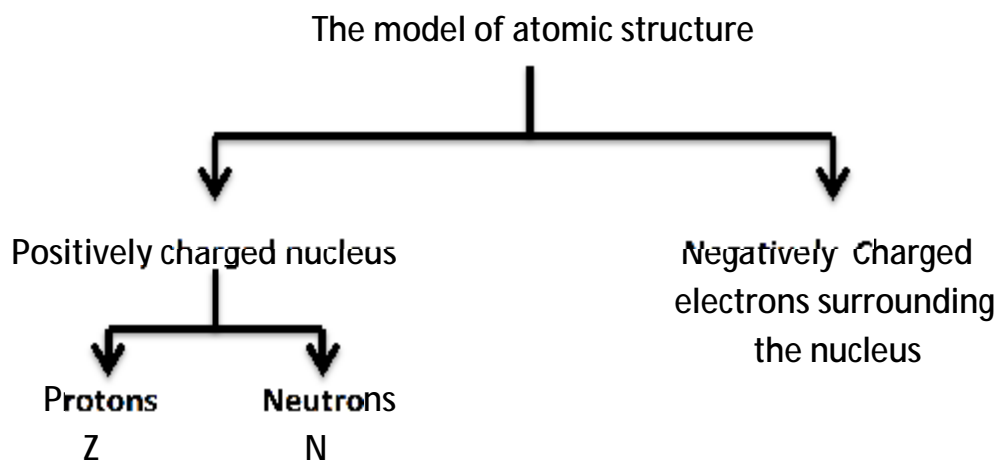 The model of atomic structure
Positively charged nucleus
Negatively Charged
electrons surrounding
the nucleus
Protons
Neutrons
Z
N